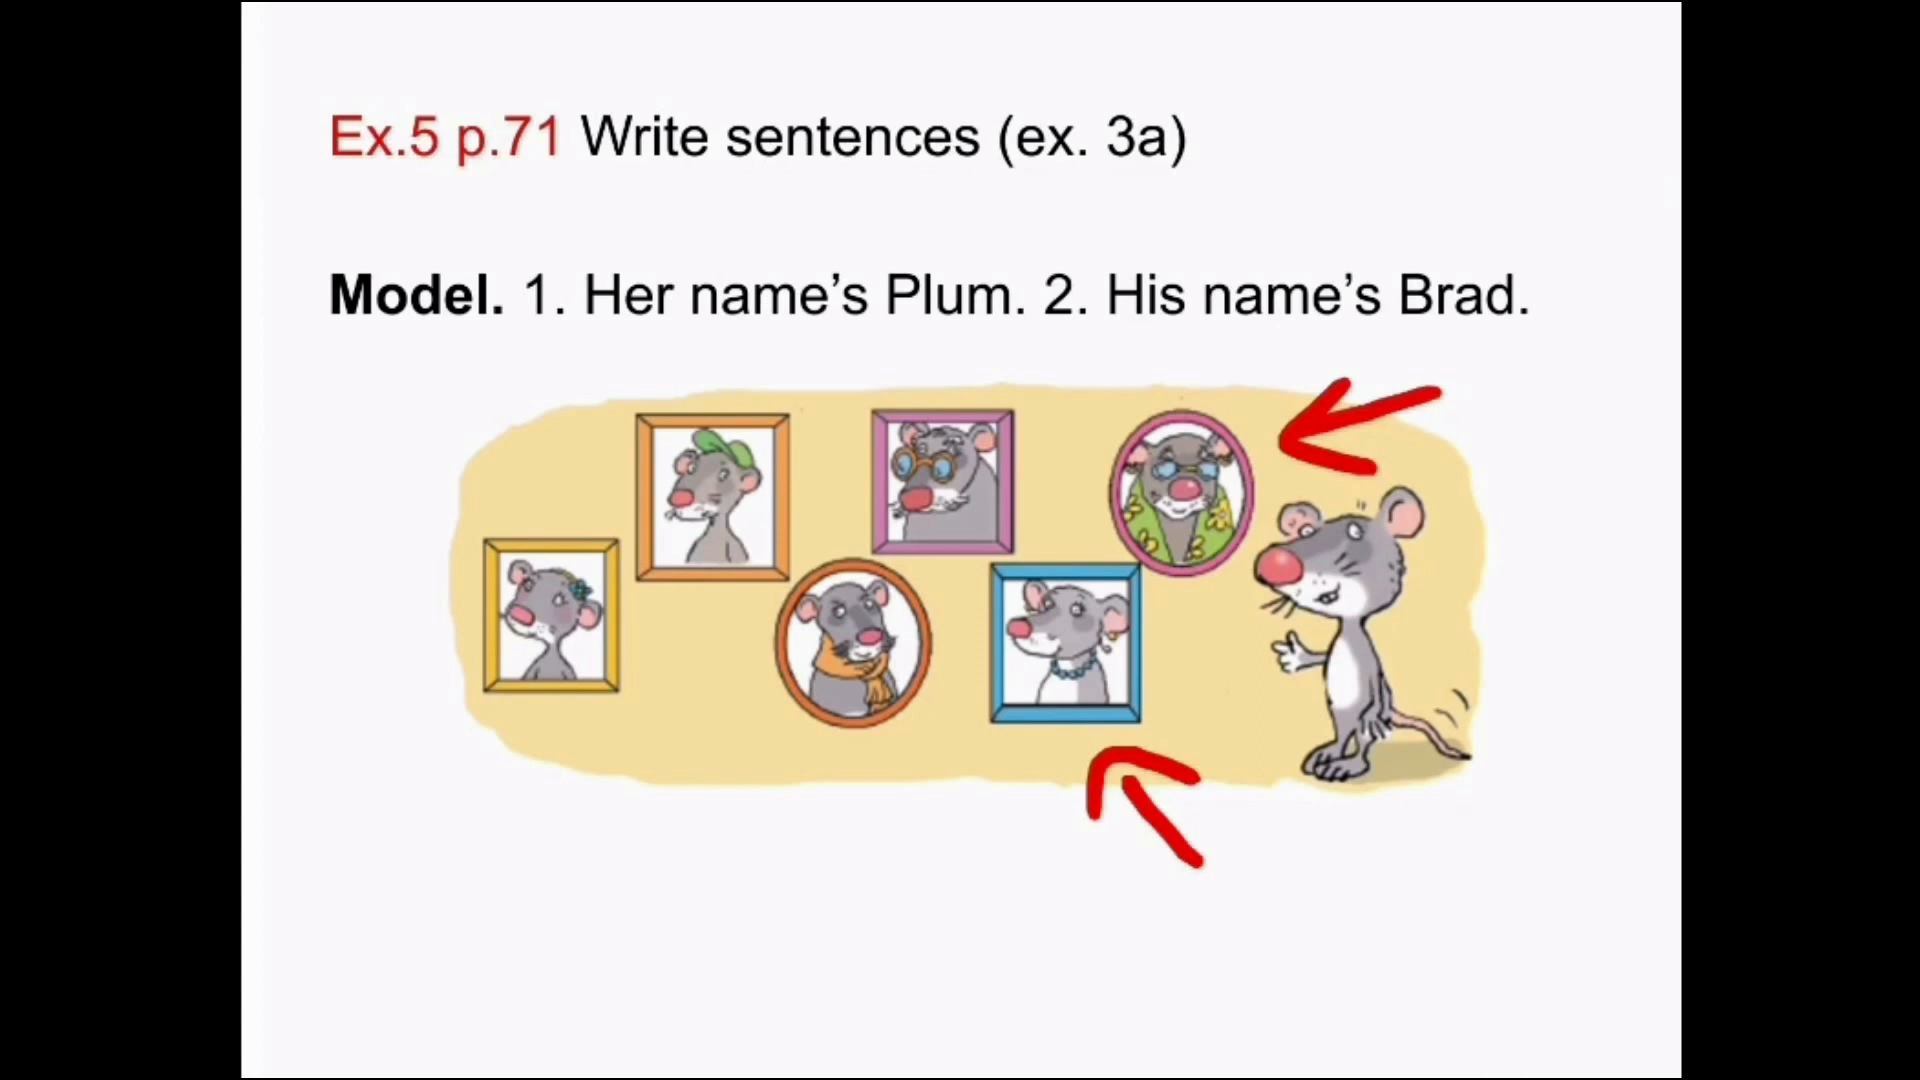 Ex.5 p.71 Write sentences (ex. 3a)
Model. 1. Her name’s Plum. 2. His name’s Brad.